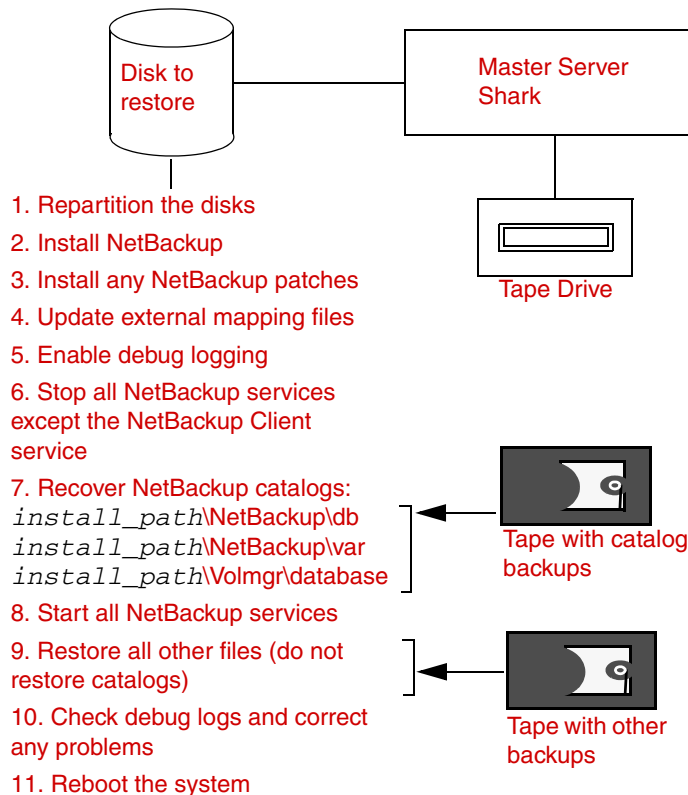 Disk to
restore
Master Server
Shark
Tape Drive
1. Repartition the disks
2. Install NetBackup
3. Install any NetBackup patches
4. Update external mapping files
5. Enable debug logging
6. Stop all NetBackup services
except the NetBackup Client
service
7. Recover NetBackup catalogs:
install_path\NetBackup\db
install_path\NetBackup\var
install_path\Volmgr\database
Tape with catalog
backups
8. Start all NetBackup services
9. Restore all other files (do not
restore catalogs)
Tape with other
backups
10. Check debug logs and correct
any problems
11. Reboot the system